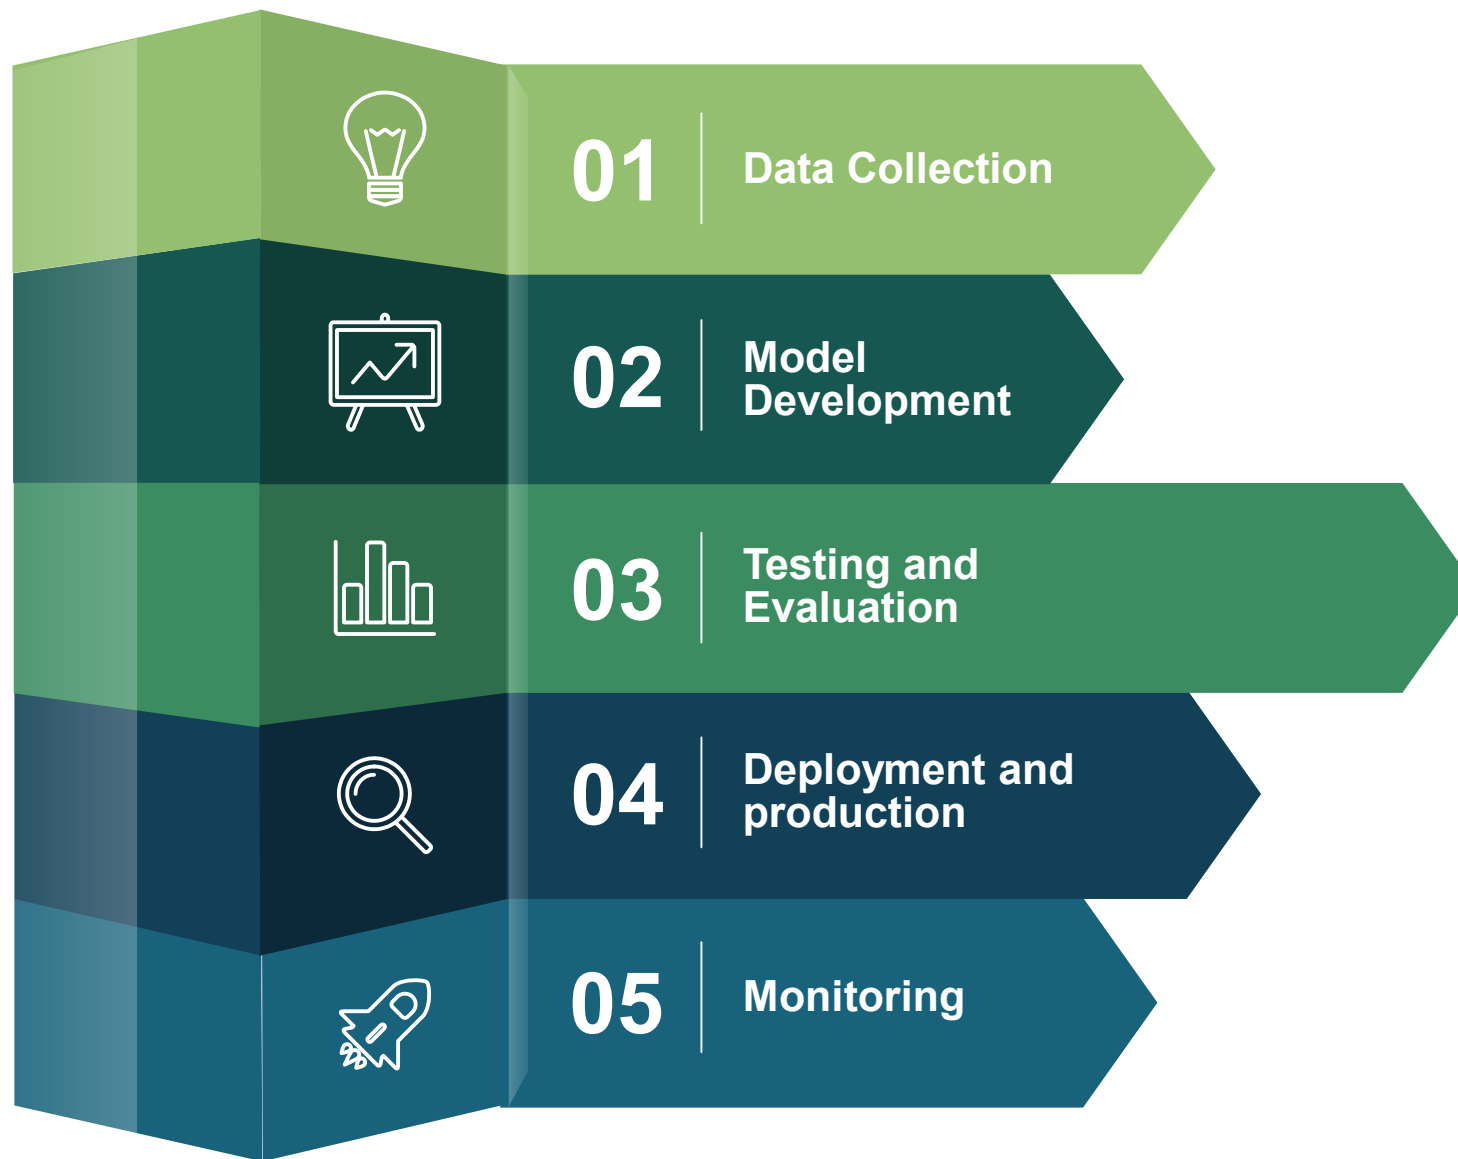 01
Data Collection
02
Model
Development
03
Testing and
Evaluation
04
Deployment and
production
05
Monitoring